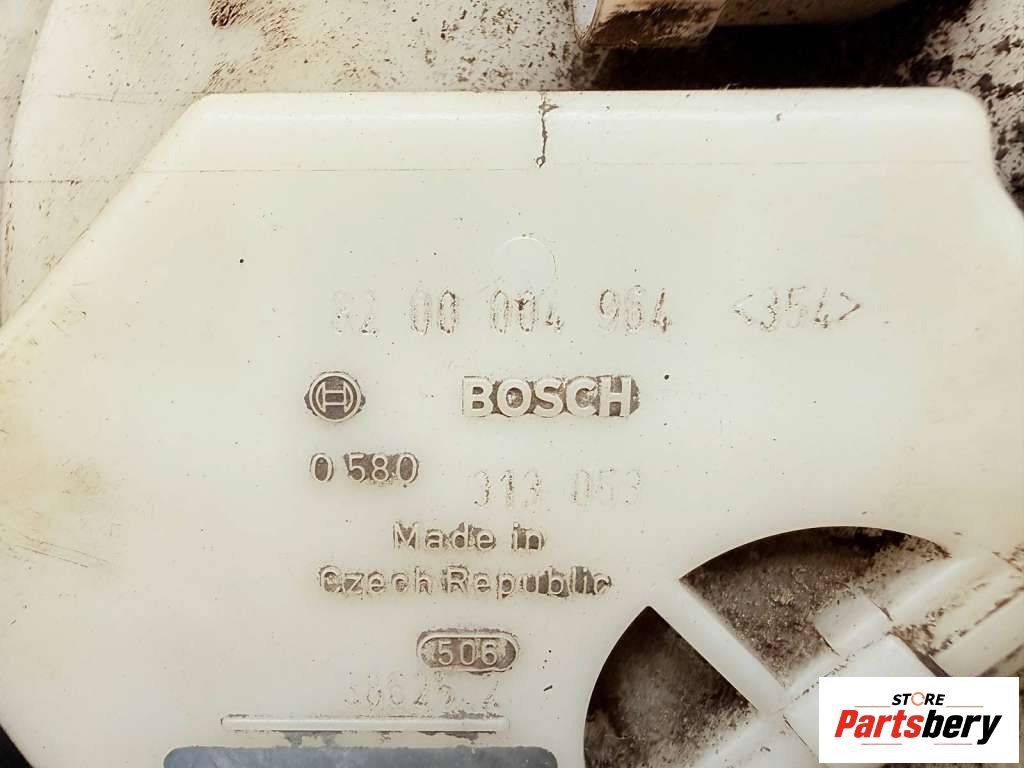 82 00 004 964 <354>
BOSCH
0 580 313 053
Made in
Czech Republic
506
STORE
Partsbery